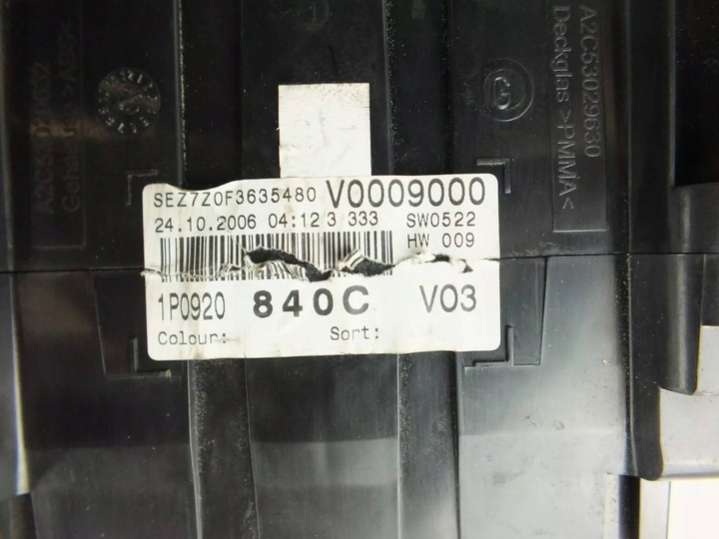 SEZ7Z0F3635480 V0009000
24.10.2006 04:12 3 333 SW0522
HW 009
1P0920 840C V03
Colour: Sort:
A2C53029630
Deckglas >PMMA<